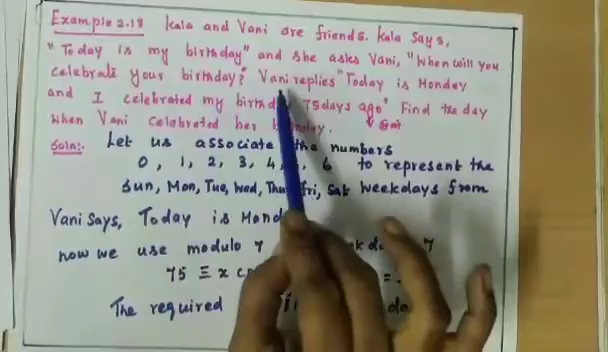 Example 2.18 Kala and Vani are friends. Kala says,
"Today is my birthday" and she asks Vani, "When will you
celebrate your birthday? Vani replies "Today is Monday
and I celebrated my 75 days ago" Find the day
when Vani celebrated her
Soln:- Let us associate the numbers
0, 1, 2, 3, 4, 6 to represent the
Sun, Mon, Tue, Wed, Fri, Sat weekdays from
Vani says, Today is
now we use modulo 7 7
75 ≡ x
The required